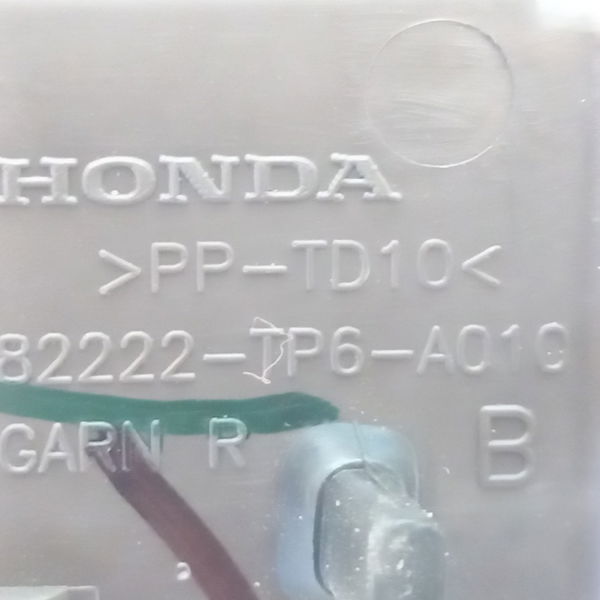 HONDA
>PP-TD10<
82222-TP6-A010
GARN R B